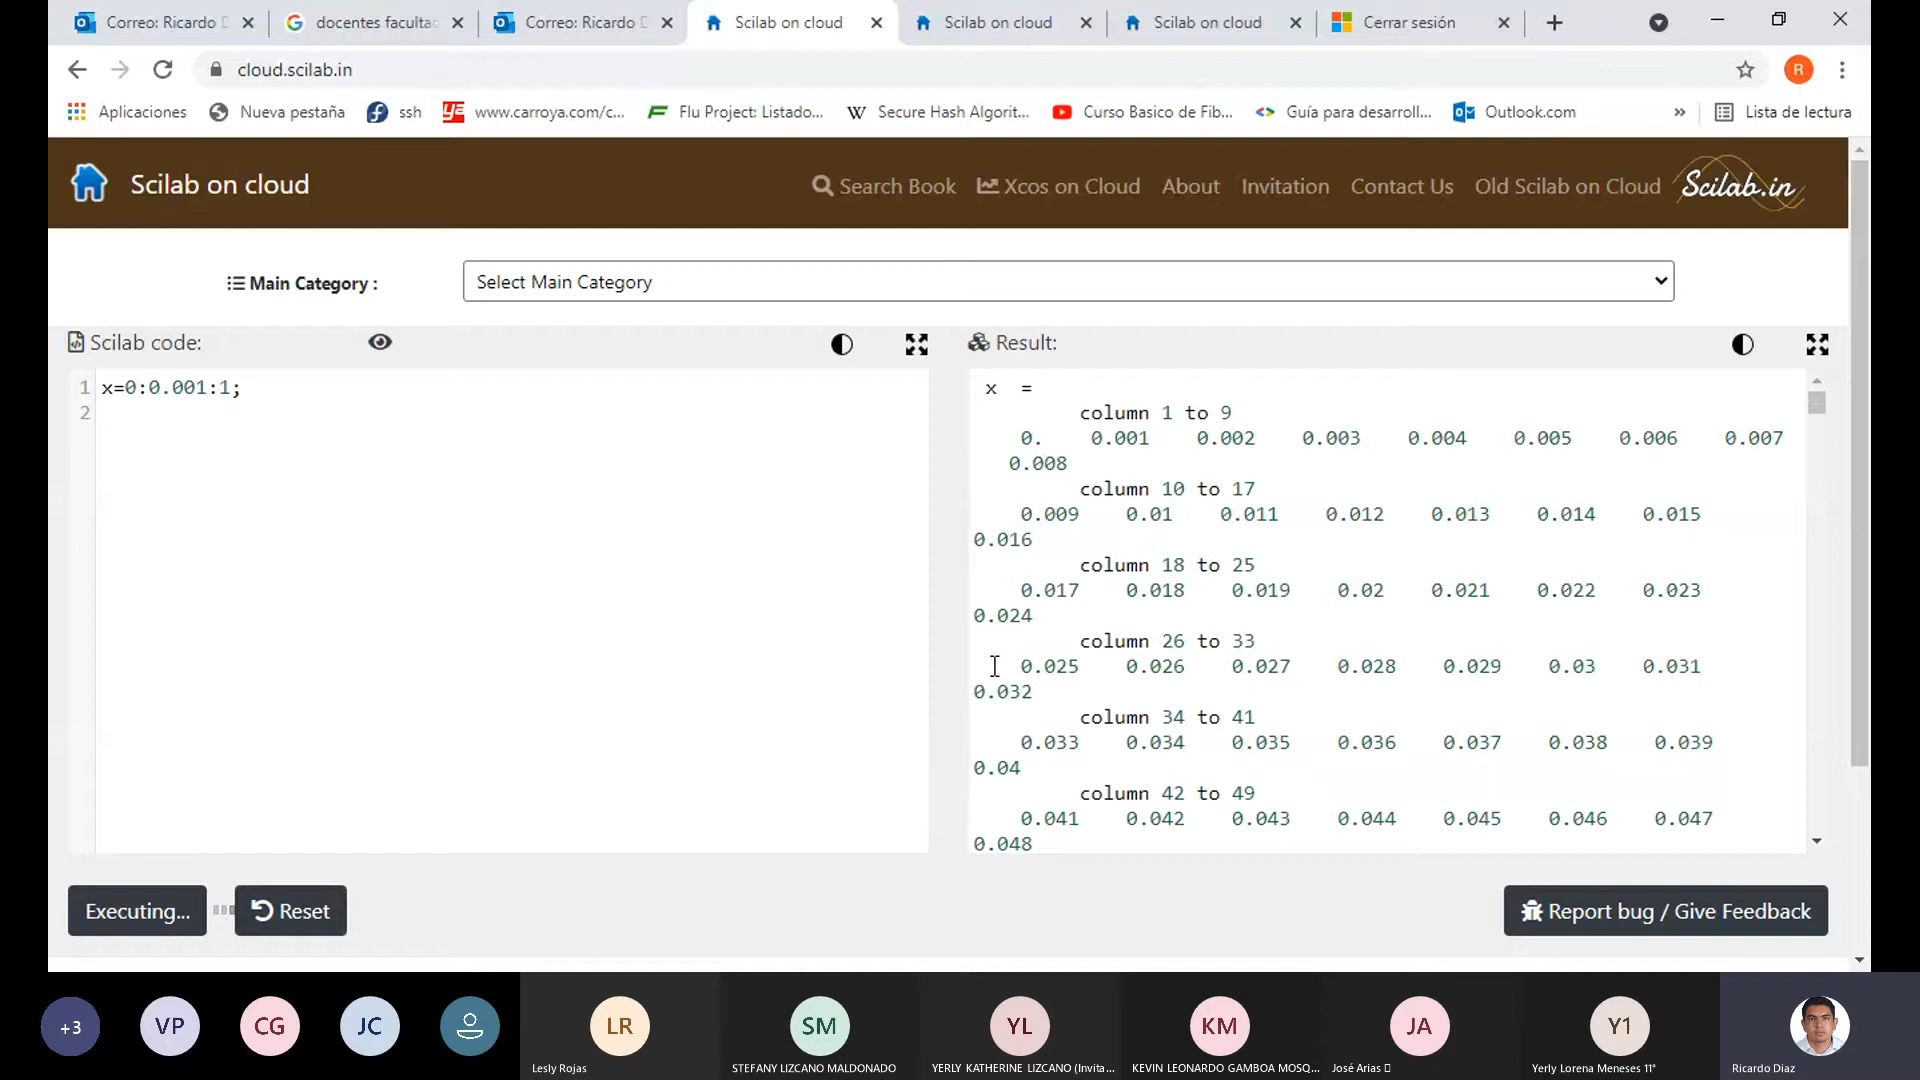 Correo: Ricardo D
docentes facultad
Correo: Ricardo D
Scilab on cloud
Scilab on cloud
Scilab on cloud
Cerrar sesión
cloud.scilab.in
R
Aplicaciones
Nueva pestaña
ssh
www.carroya.com/c...
Flu Project: Listado...
W Secure Hash Algorit...
Curso Basico de Fib...
Guía para desarroll...
Outlook.com
»
Lista de lectura
Scilab on cloud
Search Book
Xcos on Cloud
About
Invitation
Contact Us
Old Scilab on Cloud
Scilab.in
Main Category :
Select Main Category
Scilab code:
Result:
1 x=0:0.001:1;
2
x =
column 1 to 9
0. 0.001 0.002 0.003 0.004 0.005 0.006 0.007
0.008
column 10 to 17
0.009 0.01 0.011 0.012 0.013 0.014 0.015
0.016
column 18 to 25
0.017 0.018 0.019 0.02 0.021 0.022 0.023
0.024
column 26 to 33
0.025 0.026 0.027 0.028 0.029 0.03 0.031
0.032
column 34 to 41
0.033 0.034 0.035 0.036 0.037 0.038 0.039
0.04
column 42 to 49
0.041 0.042 0.043 0.044 0.045 0.046 0.047
0.048
Executing...
Reset
Report bug / Give Feedback
+3
VP
CG
JC
LR
SM
YL
KM
JA
Y1
Lesly Rojas
STEFANY LIZCANO MALDONADO
YERLY KATHERINE LIZCANO (Invita...
KEVIN LEONARDO GAMBOA MOSQ...
José Arias
Yerly Lorena Meneses 11°
Ricardo Diaz